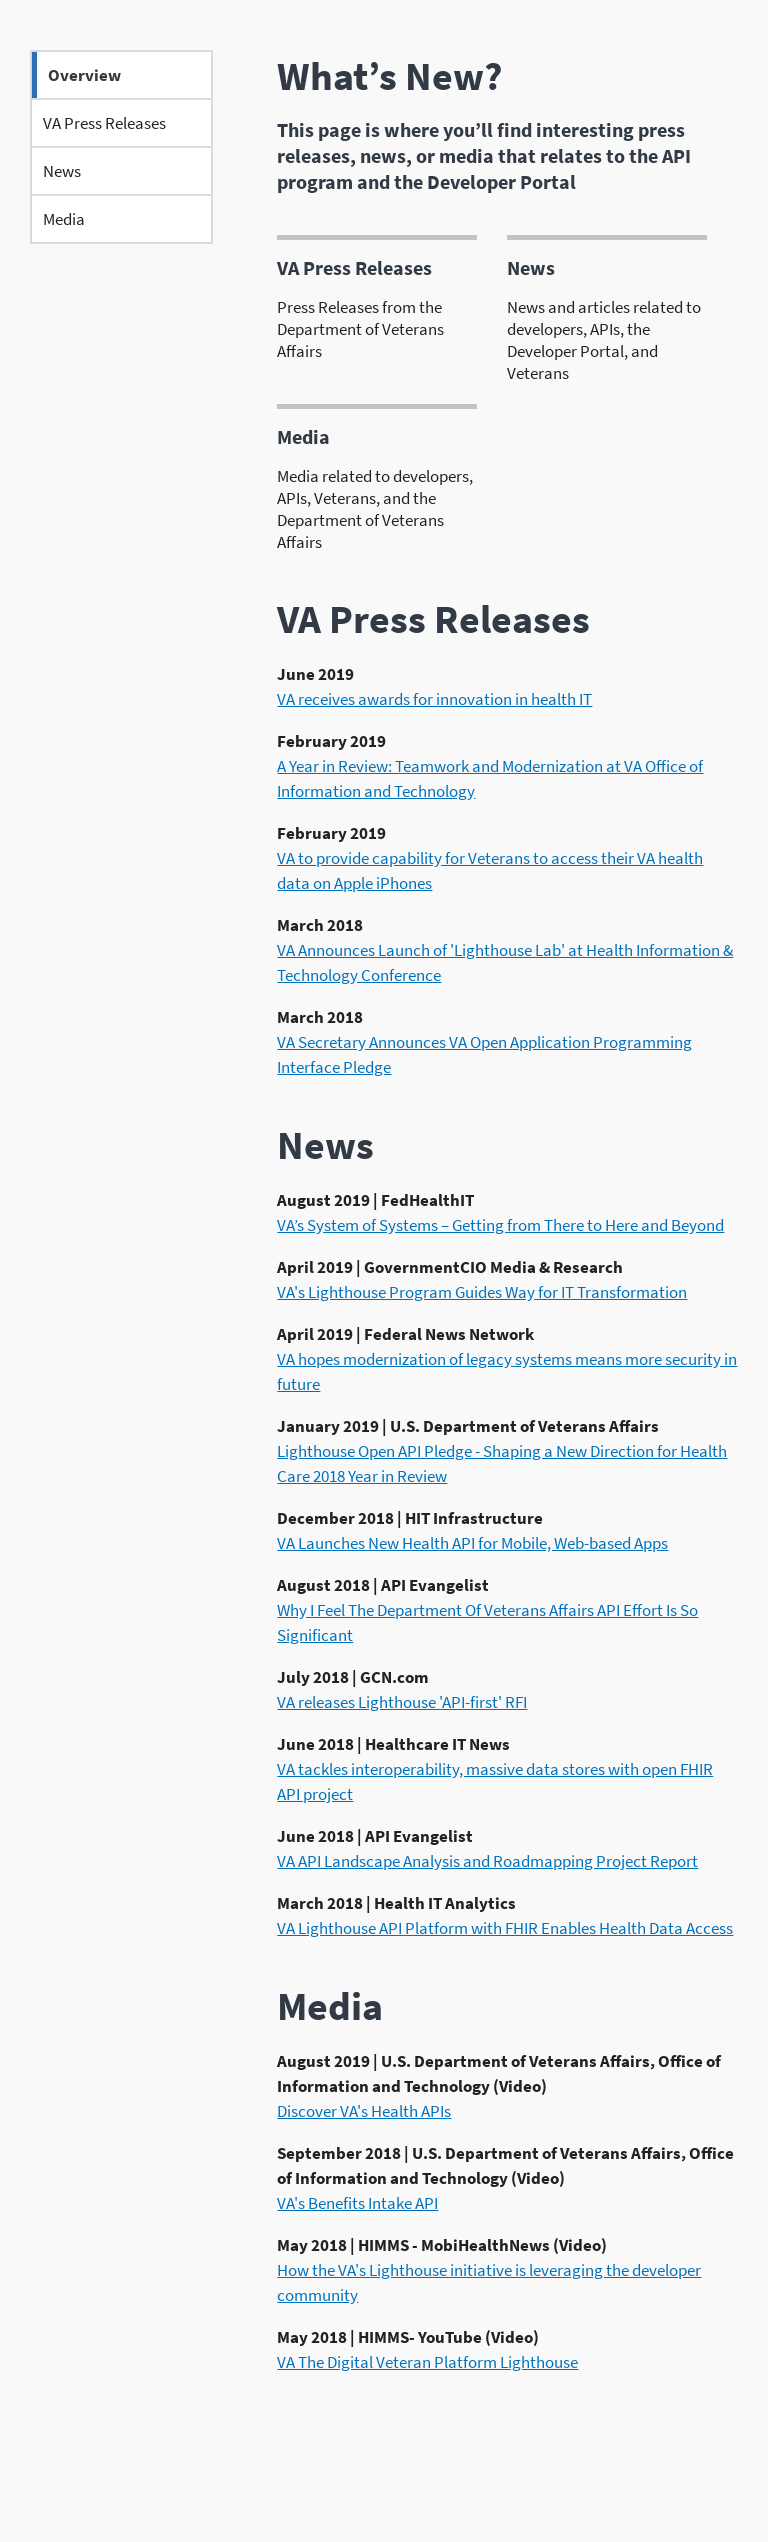 Overview
VA Press Releases
News
Media
What’s New?
This page is where you’ll find interesting press
releases, news, or media that relates to the API
program and the Developer Portal
VA Press Releases
Press Releases from the
Department of Veterans
Affairs
News
News and articles related to
developers, APIs, the
Developer Portal, and
Veterans
Media
Media related to developers,
APIs, Veterans, and the
Department of Veterans
Affairs
VA Press Releases
June 2019
VA receives awards for innovation in health IT
February 2019
A Year in Review: Teamwork and Modernization at VA Office of
Information and Technology
February 2019
VA to provide capability for Veterans to access their VA health
data on Apple iPhones
March 2018
VA Announces Launch of 'Lighthouse Lab' at Health Information &
Technology Conference
March 2018
VA Secretary Announces VA Open Application Programming
Interface Pledge
News
August 2019 | FedHealthIT
VA’s System of Systems – Getting from There to Here and Beyond
April 2019 | GovernmentCIO Media & Research
VA's Lighthouse Program Guides Way for IT Transformation
April 2019 | Federal News Network
VA hopes modernization of legacy systems means more security in
future
January 2019 | U.S. Department of Veterans Affairs
Lighthouse Open API Pledge - Shaping a New Direction for Health
Care 2018 Year in Review
December 2018 | HIT Infrastructure
VA Launches New Health API for Mobile, Web-based Apps
August 2018 | API Evangelist
Why I Feel The Department Of Veterans Affairs API Effort Is So
Significant
July 2018 | GCN.com
VA releases Lighthouse 'API-first' RFI
June 2018 | Healthcare IT News
VA tackles interoperability, massive data stores with open FHIR
API project
June 2018 | API Evangelist
VA API Landscape Analysis and Roadmapping Project Report
March 2018 | Health IT Analytics
VA Lighthouse API Platform with FHIR Enables Health Data Access
Media
August 2019 | U.S. Department of Veterans Affairs, Office of
Information and Technology (Video)
Discover VA's Health APIs
September 2018 | U.S. Department of Veterans Affairs, Office
of Information and Technology (Video)
VA's Benefits Intake API
May 2018 | HIMMS - MobiHealthNews (Video)
How the VA's Lighthouse initiative is leveraging the developer
community
May 2018 | HIMMS- YouTube (Video)
VA The Digital Veteran Platform Lighthouse